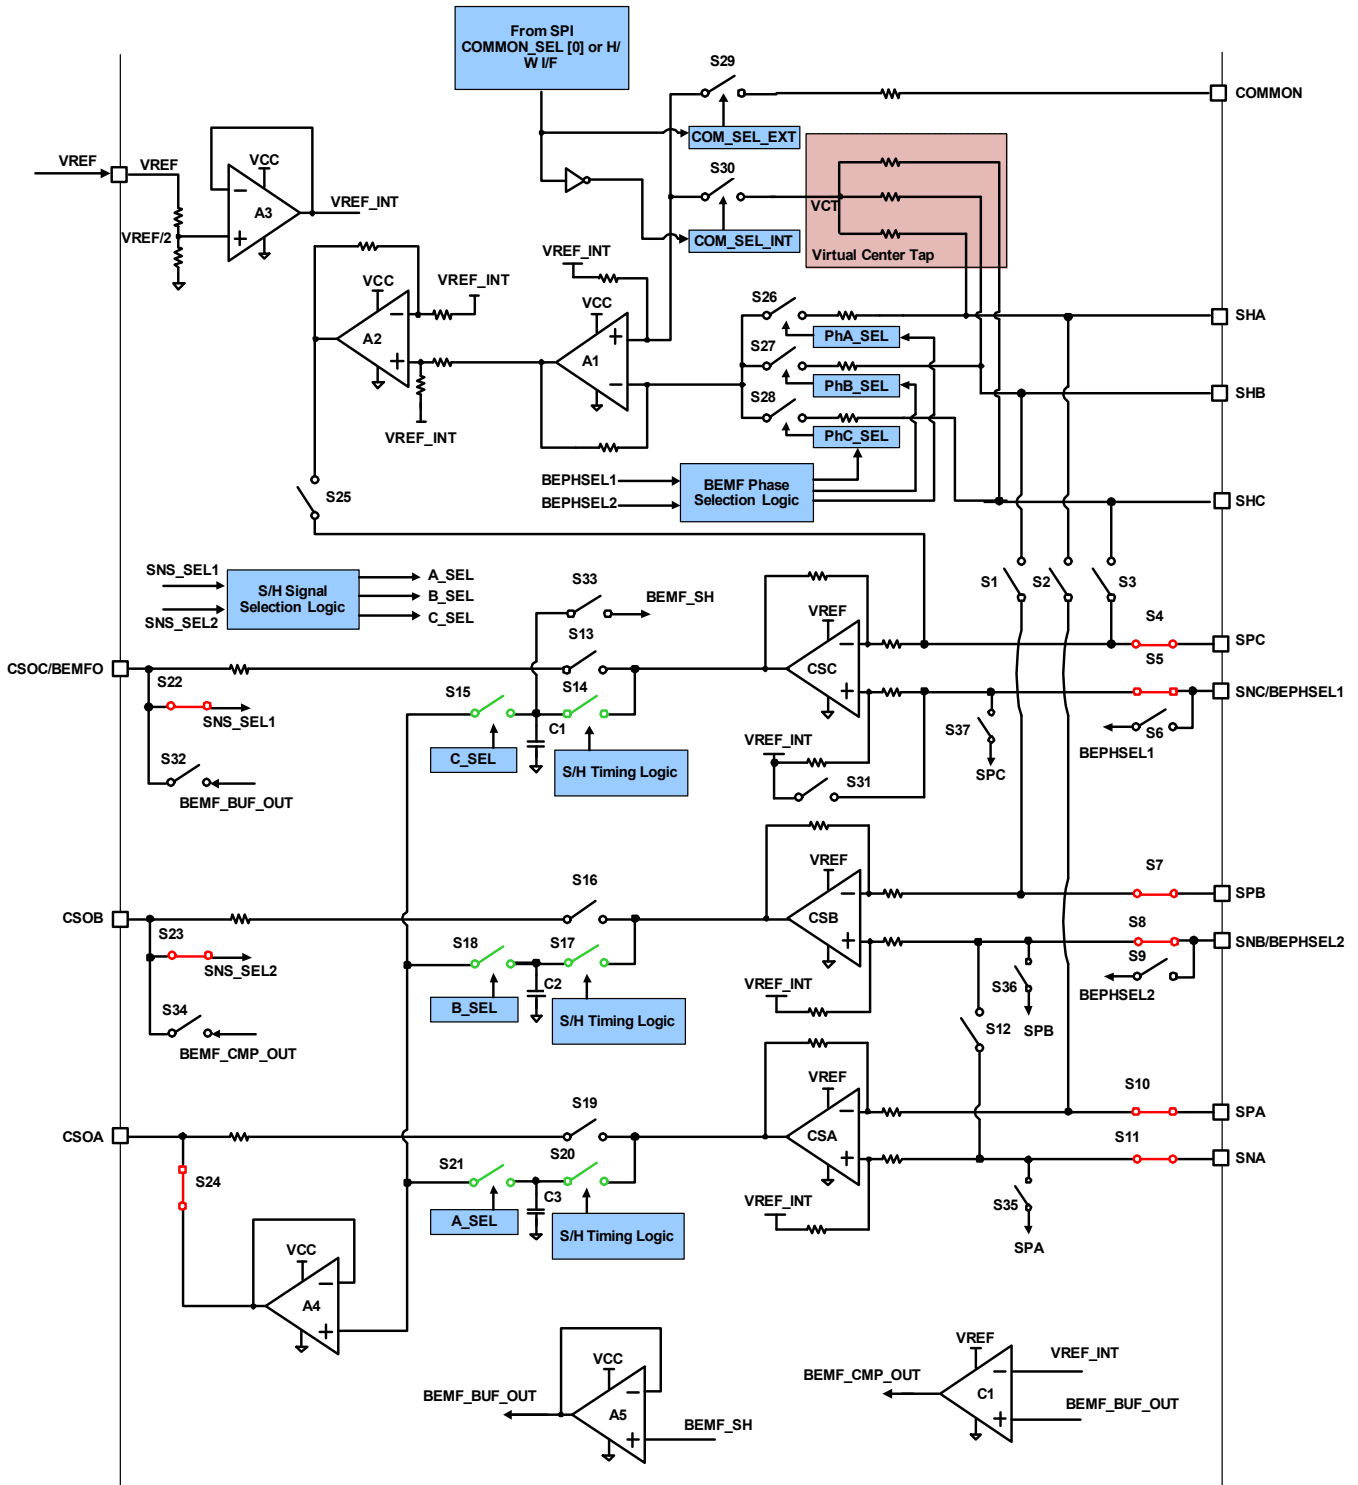 From SPI
COMMON_SEL [0] or H/
W I/F
S29
COMMON
COM_SEL_EXT
VREF
VREF
VCC
A3
VREF_INT
VREF/2
S30
VCT
COM_SEL_INT
Virtual Center Tap
VREF_INT
VCC
VREF_INT
A2
VREF_INT
VCC
A1
S26
PhA_SEL
SHA
S27
PhB_SEL
SHB
S28
PhC_SEL
BEPHSEL1
BEPHSEL2
BEMF Phase
Selection Logic
SHC
S25
SNS_SEL1
SNS_SEL2
S/H Signal
Selection Logic
A_SEL
B_SEL
C_SEL
S33
BEMF_SH
S13
S14
S15
C1
C_SEL
S/H Timing Logic
VREF
CSC
VREF_INT
S31
S1
S2
S3
S4
SPC
S5
SNC/BEPHSEL1
S37
SPC
S6
BEPHSEL1
CSOC/BEMFO
S22
SNS_SEL1
S32
BEMF_BUF_OUT
CSOB
S23
SNS_SEL2
S34
BEMF_CMP_OUT
S16
S17
S18
C2
B_SEL
S/H Timing Logic
VREF
CSB
VREF_INT
S7
SPB
S8
SNB/BEPHSEL2
S9
BEPHSEL2
S36
SPB
S12
CSOA
S24
S19
S20
S21
C3
A_SEL
S/H Timing Logic
VREF
CSA
VREF_INT
S10
SPA
S11
SNA
S35
SPA
VCC
A4
BEMF_BUF_OUT
VCC
A5
BEMF_SH
VREF
VREF_INT
BEMF_CMP_OUT
C1
BEMF_BUF_OUT